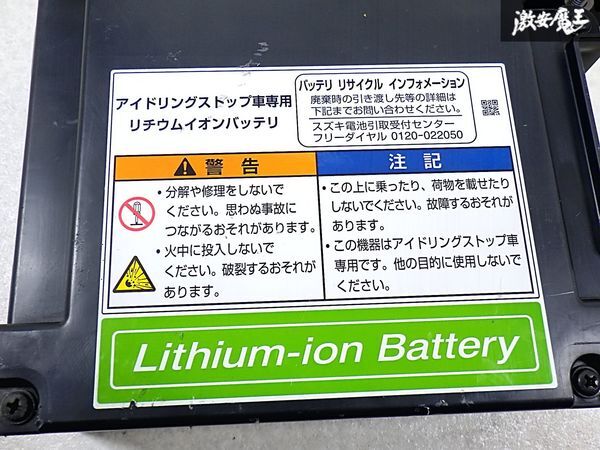 激安魔王
アイドリングストップ車専用
リチウムイオンバッテリ
バッテリ リサイクル インフォメーション
廃棄時の引き渡し先等の詳細は
下記までお問い合わせください。
スズキ電池引取受付センター
フリーダイヤル 0120-022050
警告
・分解や修理をしないで
ください。思わぬ事故に
つながるおそれがあります。
・火中に投入しないで
ください。破裂するおそれが
あります。
注記
・この上に乗ったり、荷物を載せたり
しないでください。故障するおそれが
あります。
・この機器はアイドリングストップ車
専用です。他の目的に使用しないで
ください。
Lithium-ion Battery